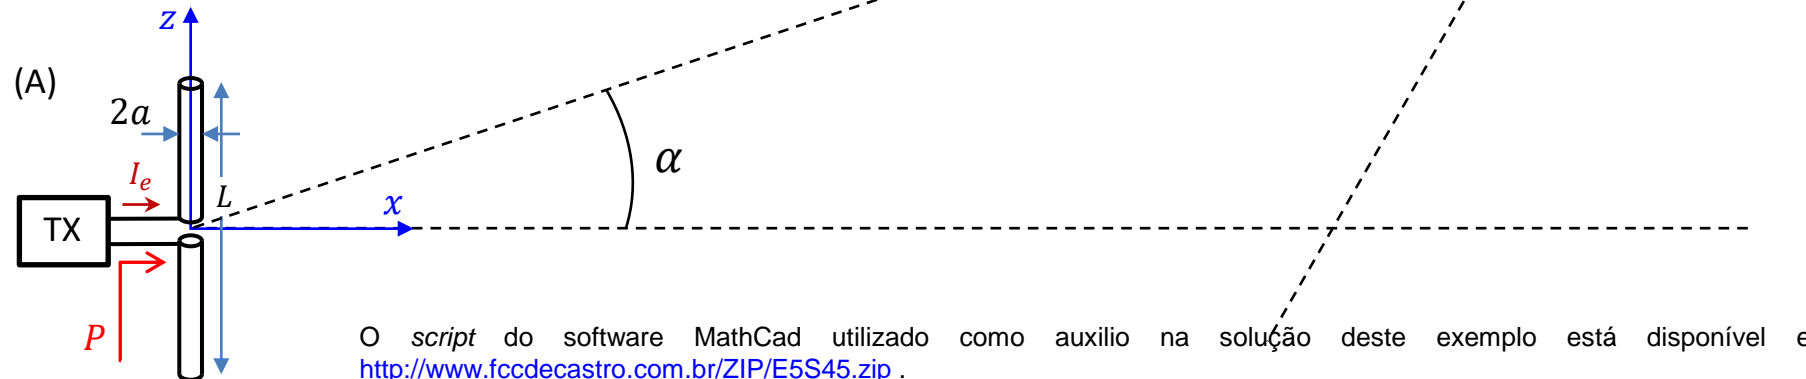 z
(A)
2a
α
I_e
L
x
TX
P
O script do software MathCad utilizado como auxilio na solução deste exemplo está disponível e
http://www.fccdecastro.com.br/ZIP/E5S45.zip .